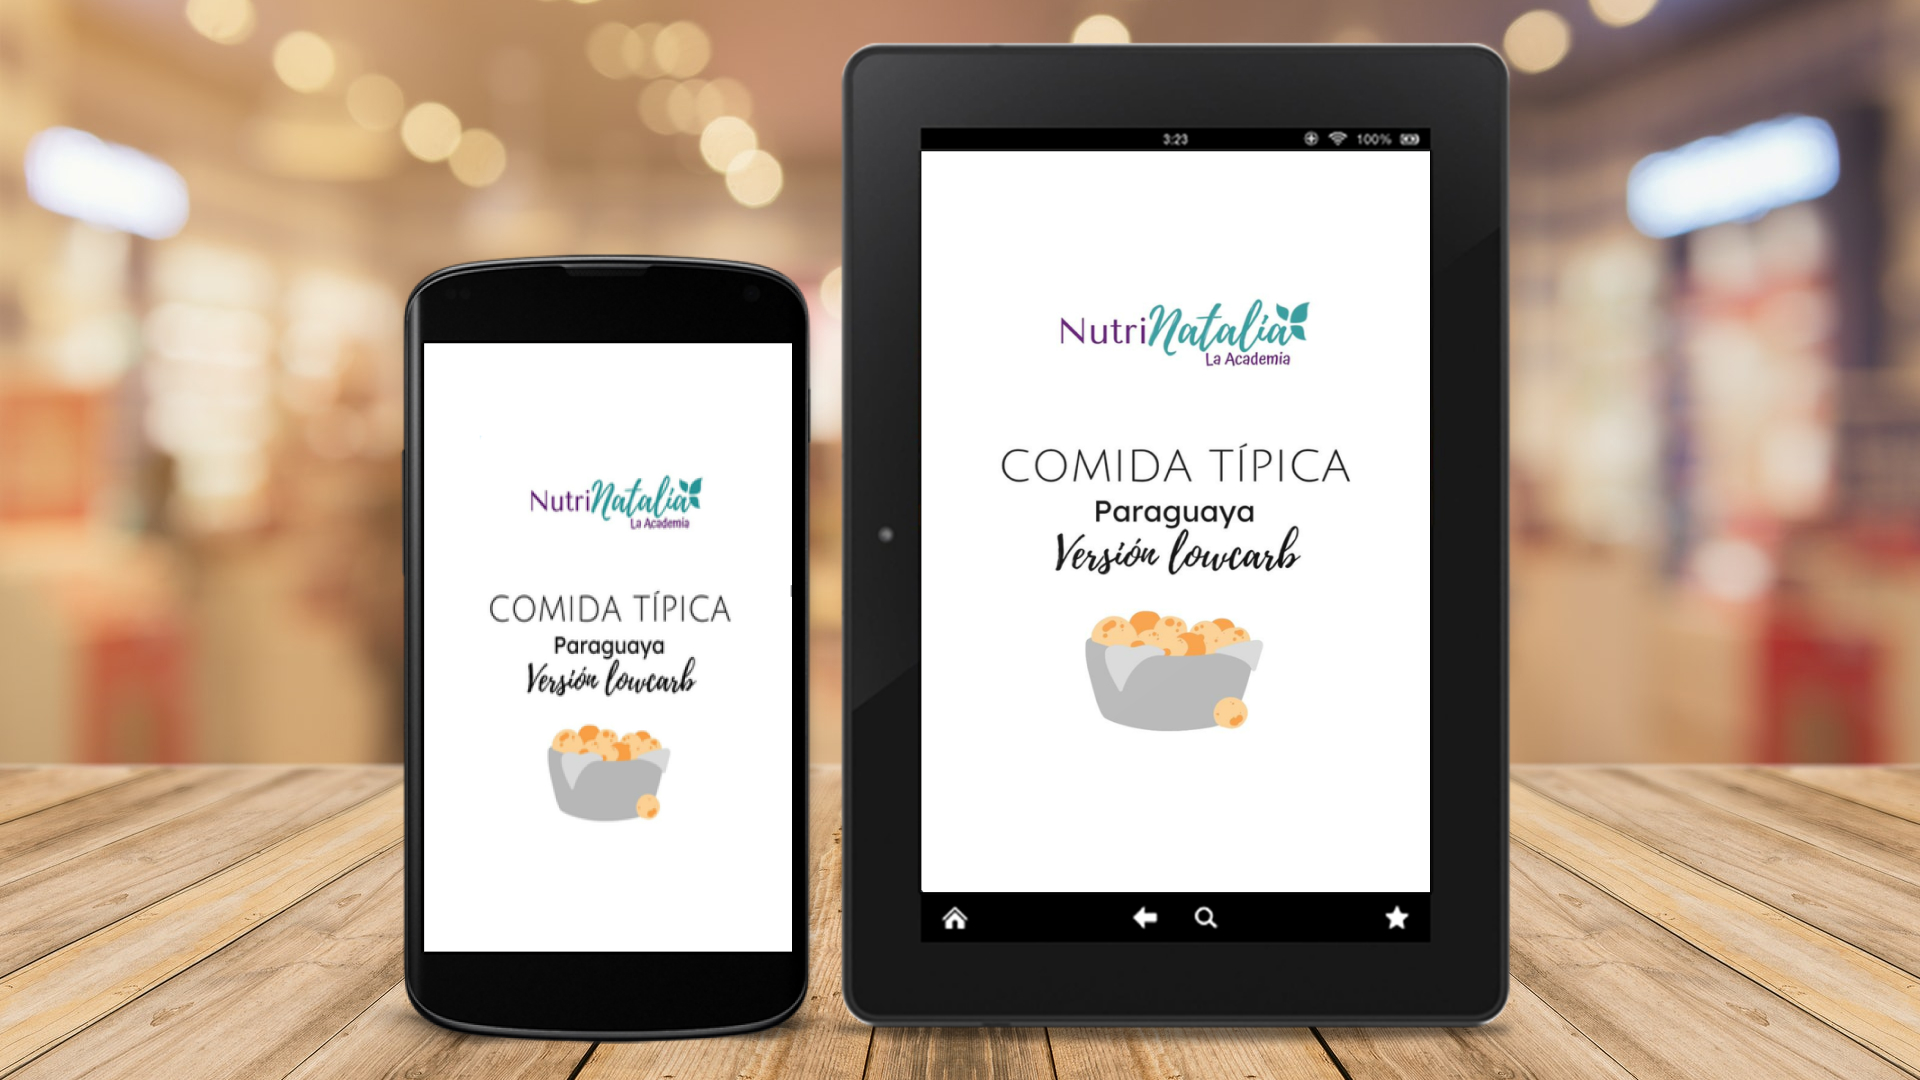 NutriNatalia
La Academia
COMIDA TÍPICA
Paraguaya
Versión lowcarb
3:23 100%
NutriNatalia
La Academia
COMIDA TÍPICA
Paraguaya
Versión lowcarb